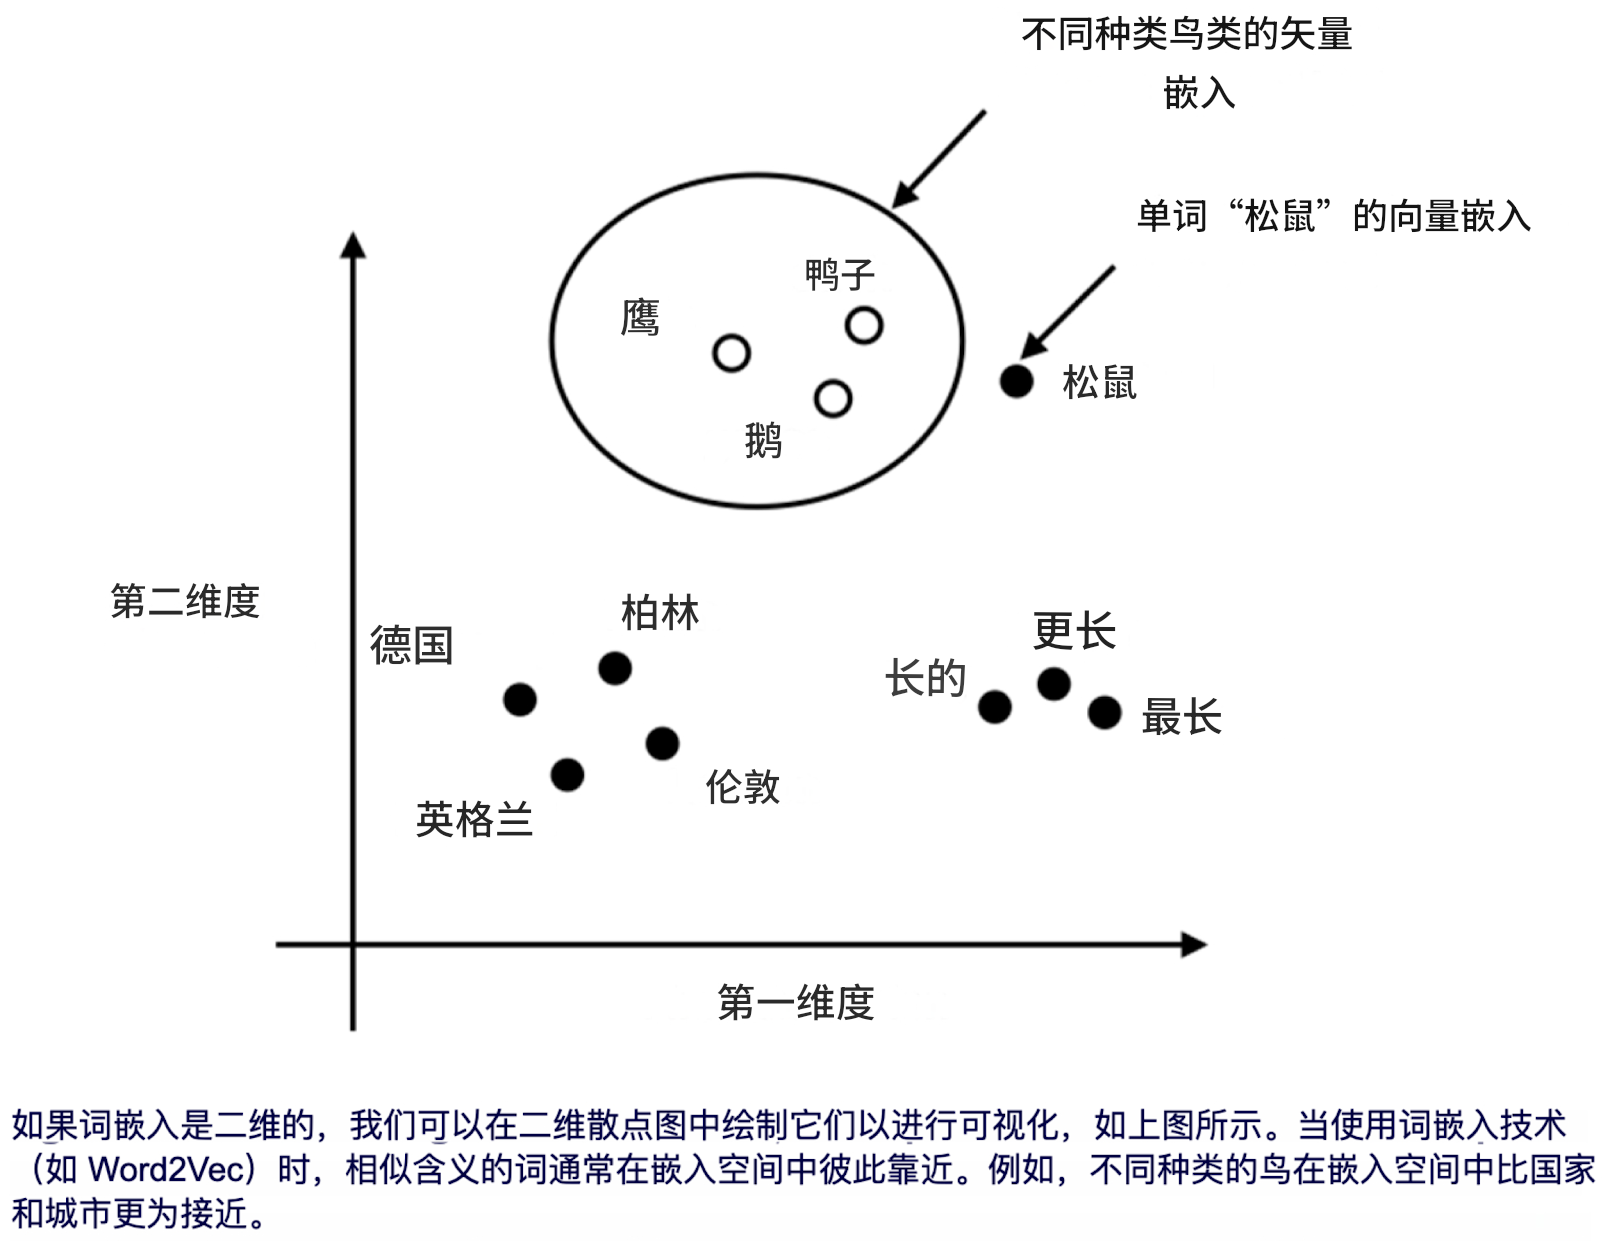 不同种类鸟类的矢量
嵌入
单词“松鼠”的向量嵌入
鸭子
鹰
松鼠
鹅
第二维度
柏林
德国
更长
长的
最长
伦敦
英格兰
第一维度
如果词嵌入是二维的，我们可以在二维散点图中绘制它们以进行可视化，如上图所示。当使用词嵌入技术
（如 Word2Vec）时，相似含义的词通常在嵌入空间中彼此靠近。例如，不同种类的鸟在嵌入空间中比国家
和城市更为接近。